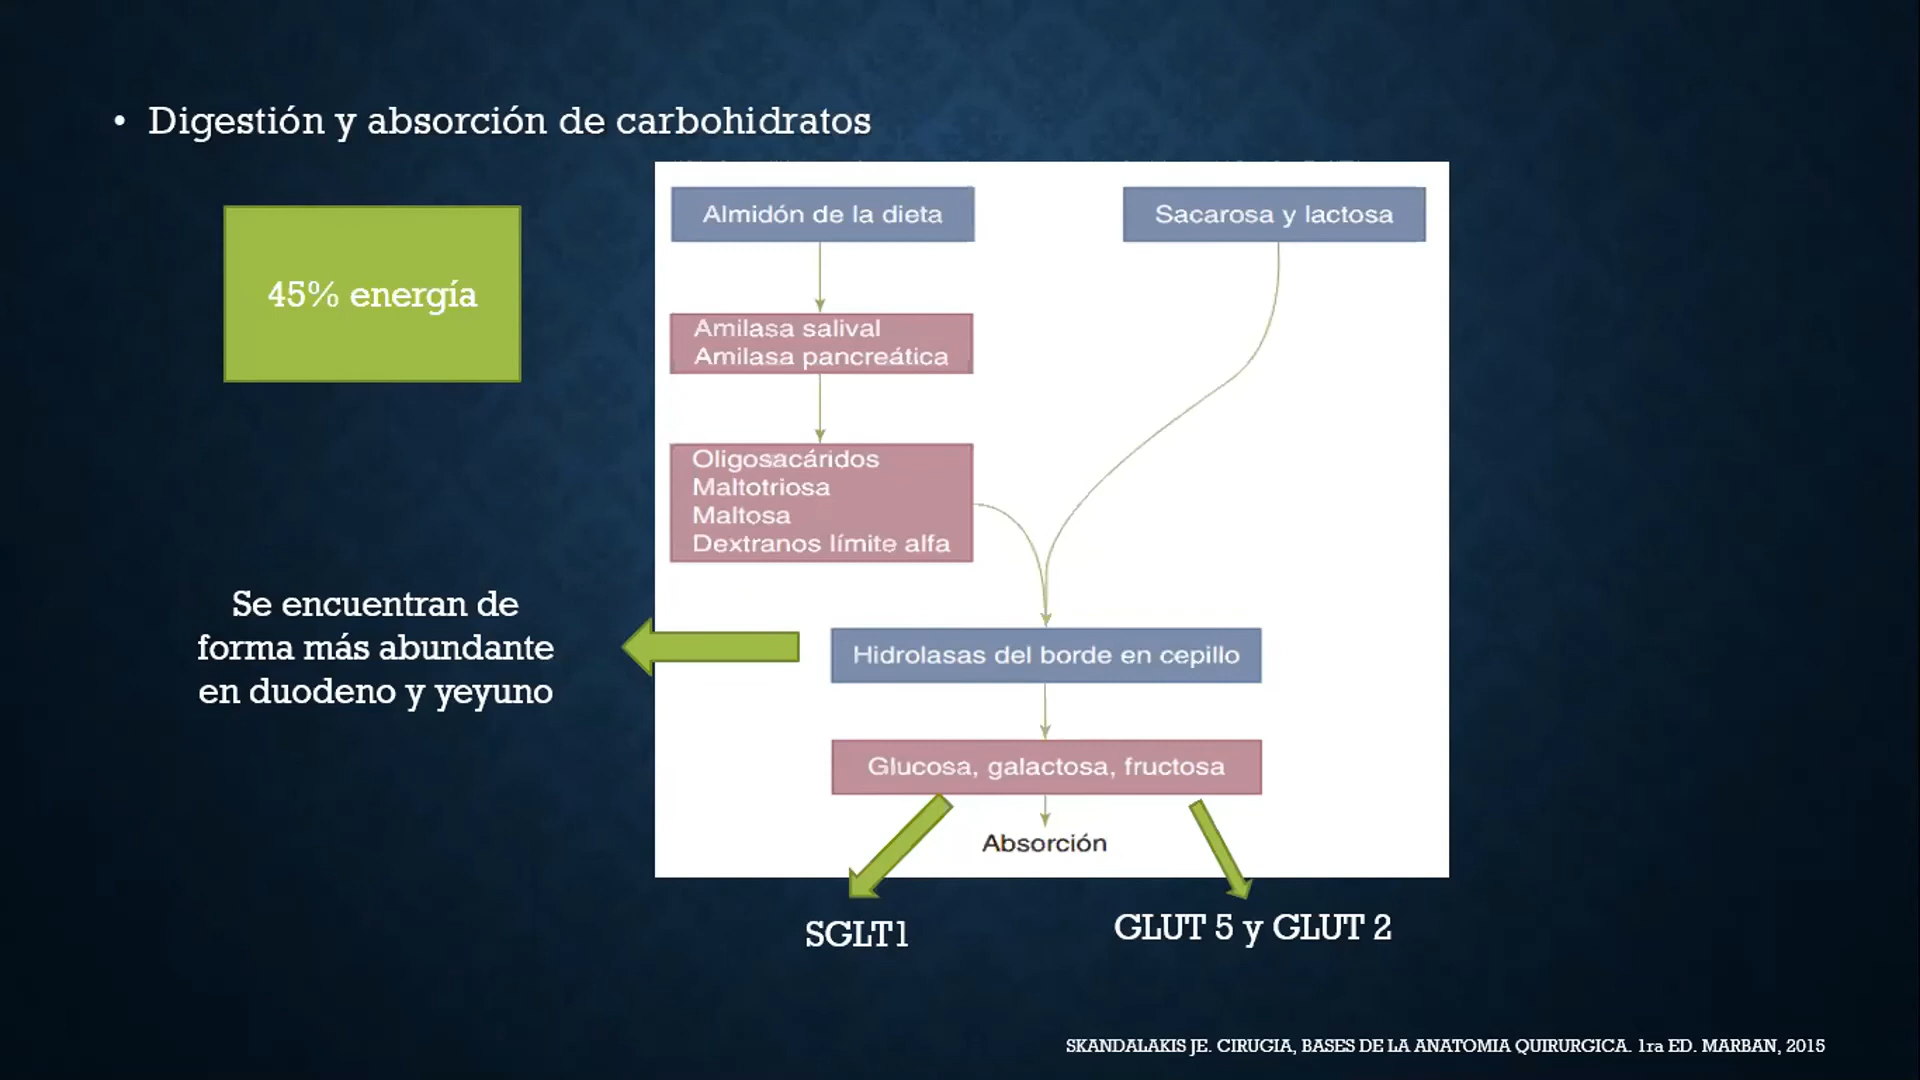 • Digestión y absorción de carbohidratos
45% energía
Almidón de la dieta
Sacarosa y lactosa
Amilasa salival
Amilasa pancreática
Oligosacáridos
Maltotriosa
Maltosa
Dextranos límite alfa
Se encuentran de
forma más abundante
en duodeno y yeyuno
Hidrolasas del borde en cepillo
Glucosa, galactosa, fructosa
Absorción
SGLT1
GLUT 5 y GLUT 2
SKANDALAKIS JE. CIRUGIA, BASES DE LA ANATOMIA QUIRURGICA. 1ra ED. MARBAN, 2015